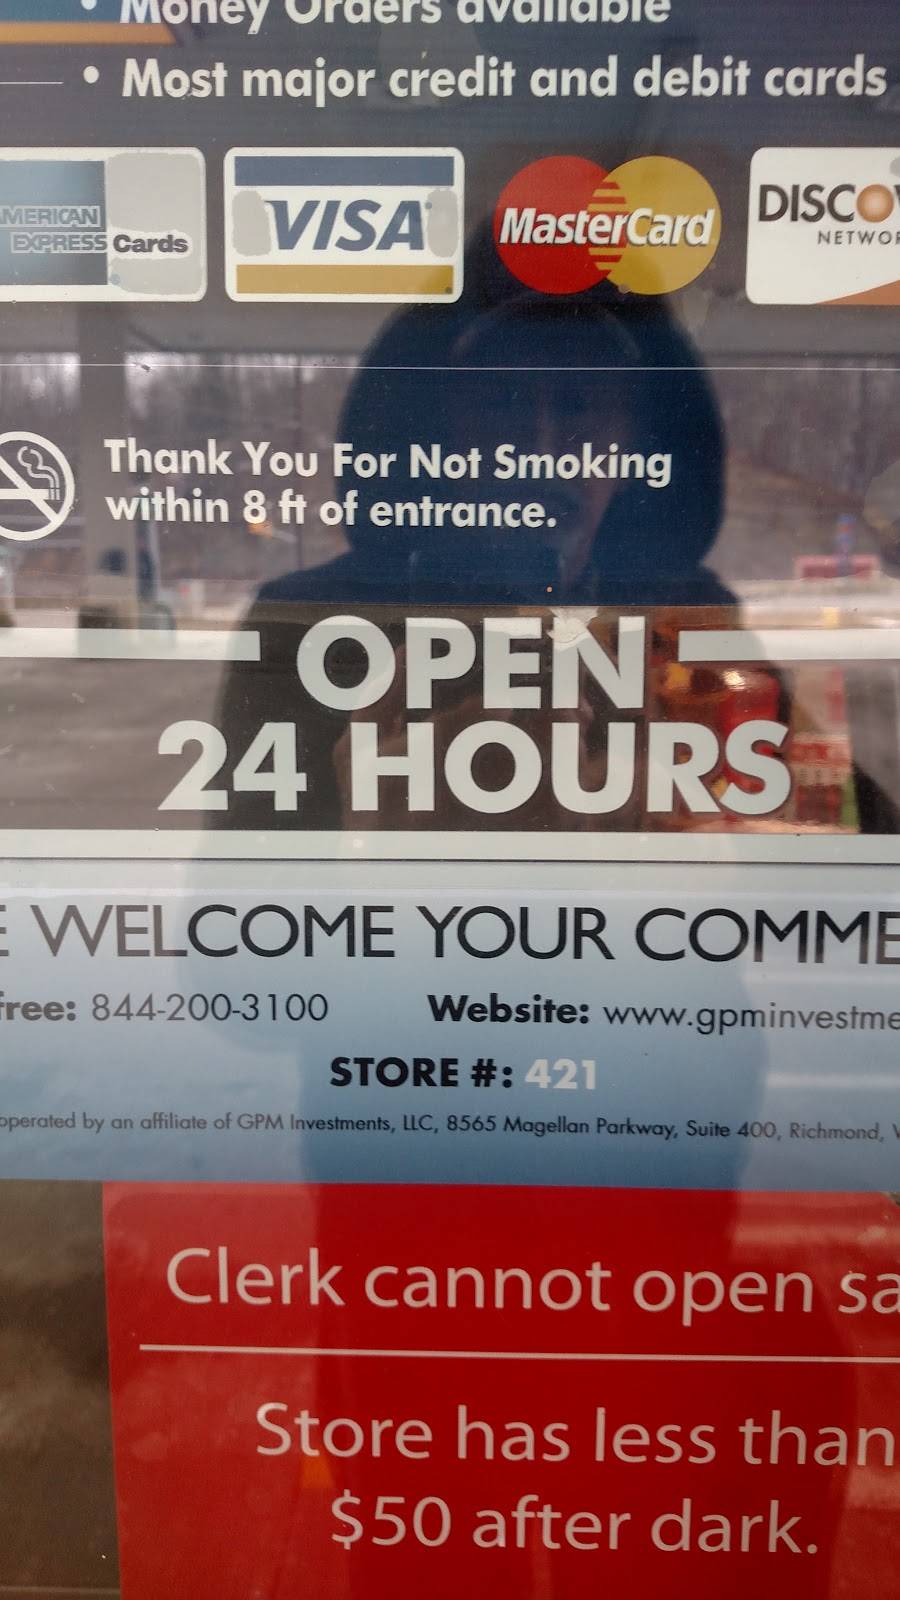 • Money Orders available
• Most major credit and debit cards
AMERICAN
EXPRESS Cards
VISA
MasterCard
DISCOV
NETWOR
Thank You For Not Smoking
within 8 ft of entrance.
OPEN
24 HOURS
E WELCOME YOUR COMME
free: 844-200-3100 Website: www.gpminvestme
STORE #: 421
operated by an affiliate of GPM Investments, LLC, 8565 Magellan Parkway, Suite 400, Richmond, V
Clerk cannot open sa
Store has less than
$50 after dark.